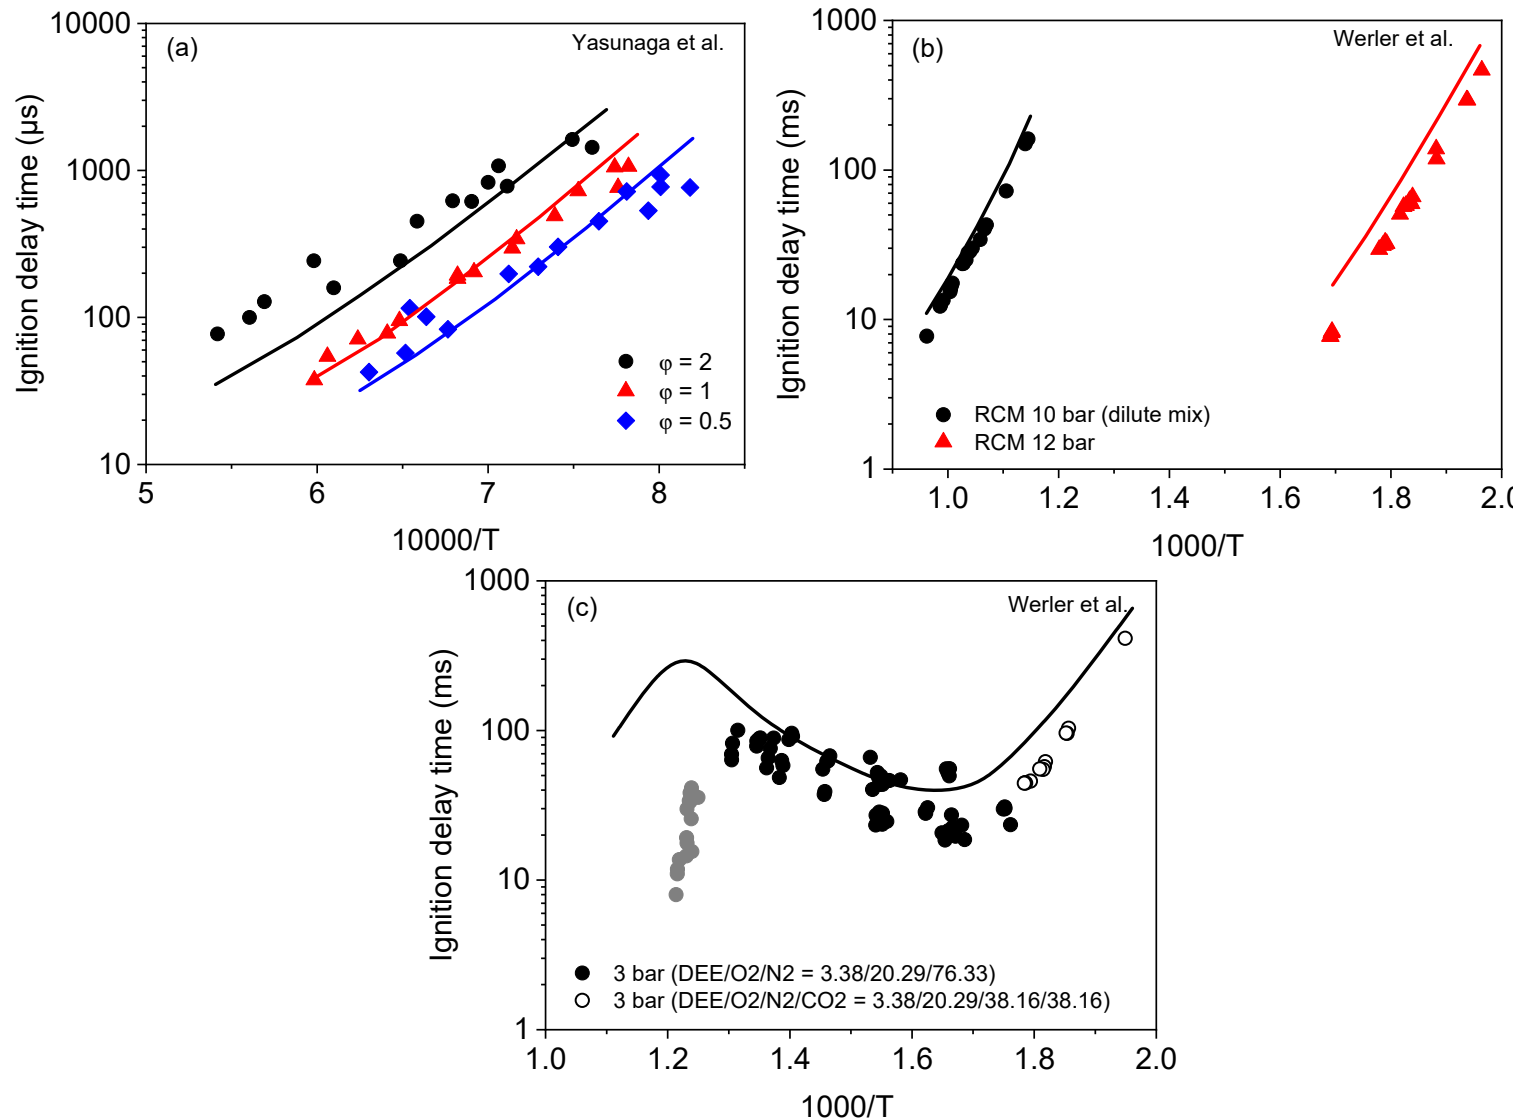 (a)
Yasunaga et al.
10000
1000
100
10
Ignition delay time (μs)
φ = 2
φ = 1
φ = 0.5
5 6 7 8
10000/T
(b)
Werler et al.
1000
100
10
1
Ignition delay time (ms)
RCM 10 bar (dilute mix)
RCM 12 bar
1.0 1.2 1.4 1.6 1.8 2.0
1000/T
(c)
Werler et al.
1000
100
10
1
Ignition delay time (ms)
3 bar (DEE/O2/N2 = 3.38/20.29/76.33)
3 bar (DEE/O2/N2/CO2 = 3.38/20.29/38.16/38.16)
1.0 1.2 1.4 1.6 1.8 2.0
1000/T